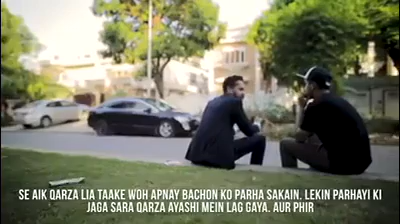 SE AIK QARZA LIA TAAKE WOH APNAY BACHON KO PARHA SAKAIN. LEKIN PARHAYI KI
JAGA SARA QARZA AYASHI MEIN LAG GAYA. AUR PHIR